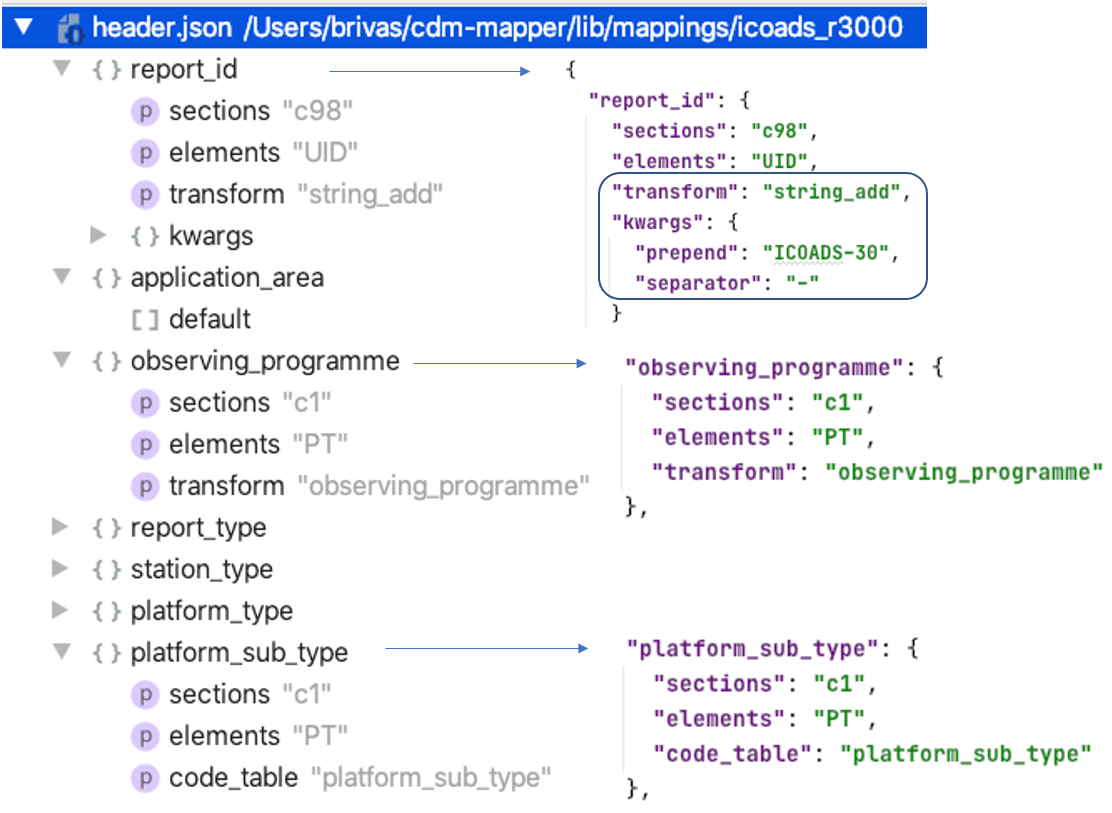 header.json /Users/brivas/cdm-mapper/lib/mappings/icoads_r3000
{ } report_id
p sections "c98"
p elements "UID"
p transform "string_add"
{ } kwargs
{ } application_area
[ ] default
{ } observing_programme
p sections "c1"
p elements "PT"
p transform "observing_programme"
{ } report_type
{ } station_type
{ } platform_type
{ } platform_sub_type
p sections "c1"
p elements "PT"
p code_table "platform_sub_type"
{
"report_id": {
"sections": "c98",
"elements": "UID",
"transform": "string_add",
"kwargs": {
"prepend": "ICOADS-30",
"separator": "-"
}
"observing_programme": {
"sections": "c1",
"elements": "PT",
"transform": "observing_programme"
},
"platform_sub_type": {
"sections": "c1",
"elements": "PT",
"code_table": "platform_sub_type"
},